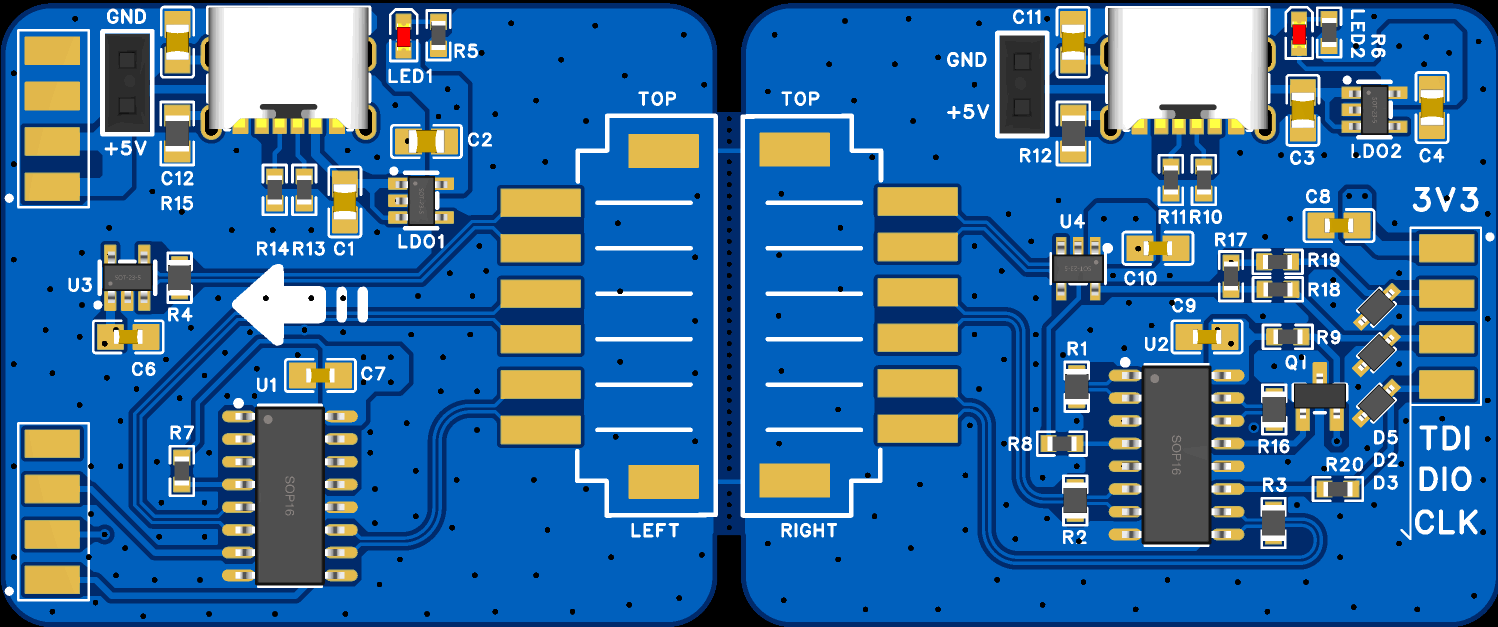 GND
+5V
C12
R15
LED1
R5
C2
TOP
R14
R13
C1
LDO1
U3
R4
C6
U1
C7
R7
SOP16
LEFT
C11
GND
+5V
R12
TOP
LED2
R6
C3
LDO2
C4
R11
R10
U4
C10
R17
R19
R18
C8
3V3
C9
U2
R9
Q1
R1
R8
R16
SOP16
R2
R3
R20
D5
D2
D3
TDI
DIO
CLK
RIGHT